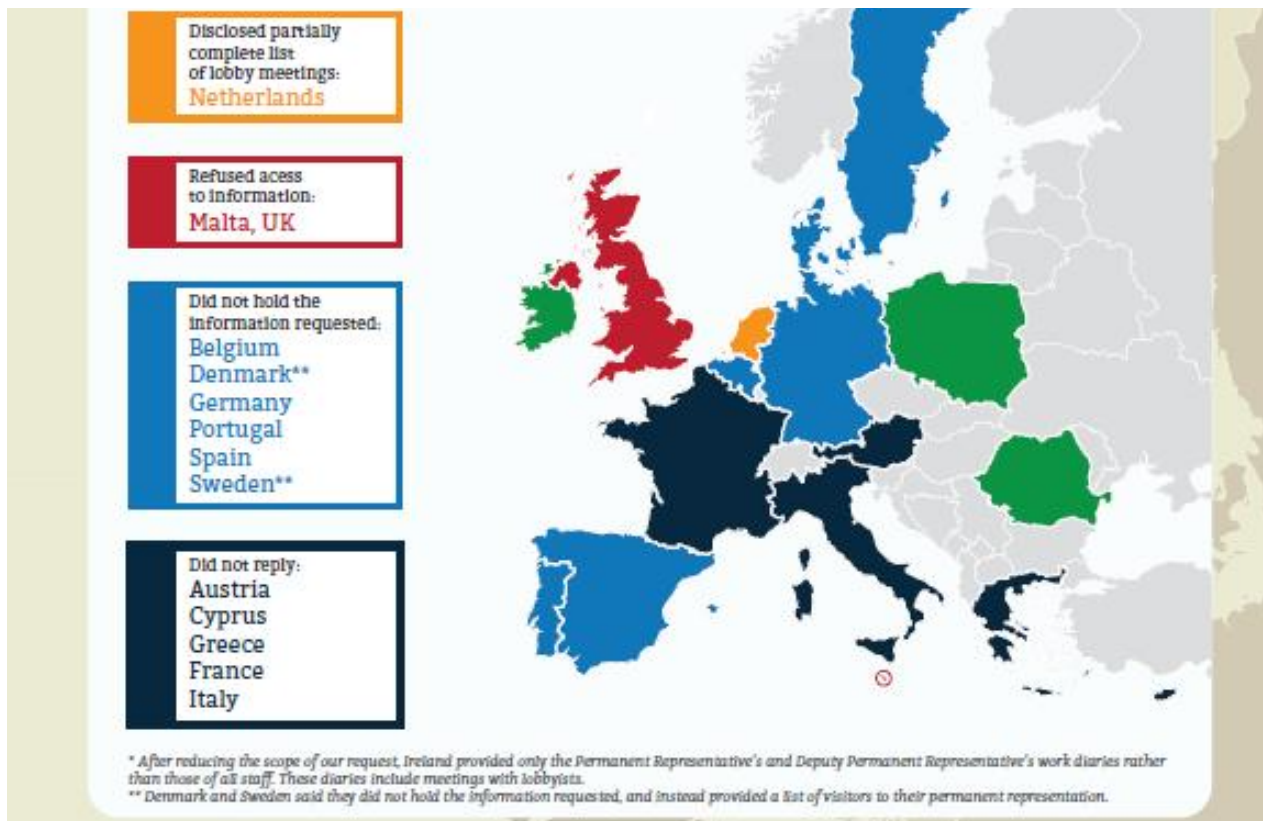 Disclosed partially
complete list
of lobby meetings:
Netherlands
Refused acess
to information:
Malta, UK
Did not hold the
information requested:
Belgium
Denmark**
Germany
Portugal
Spain
Sweden**
Did not reply:
Austria
Cyprus
Greece
France
Italy
* After reducing the scope of our request, Ireland provided only the Permanent Representative's and Deputy Permanent Representative's work diaries rather
than those of all staff. These diaries include meetings with lobbyists.
** Denmark and Sweden said they did not hold the information requested, and instead provided a list of visitors to their permanent representation.